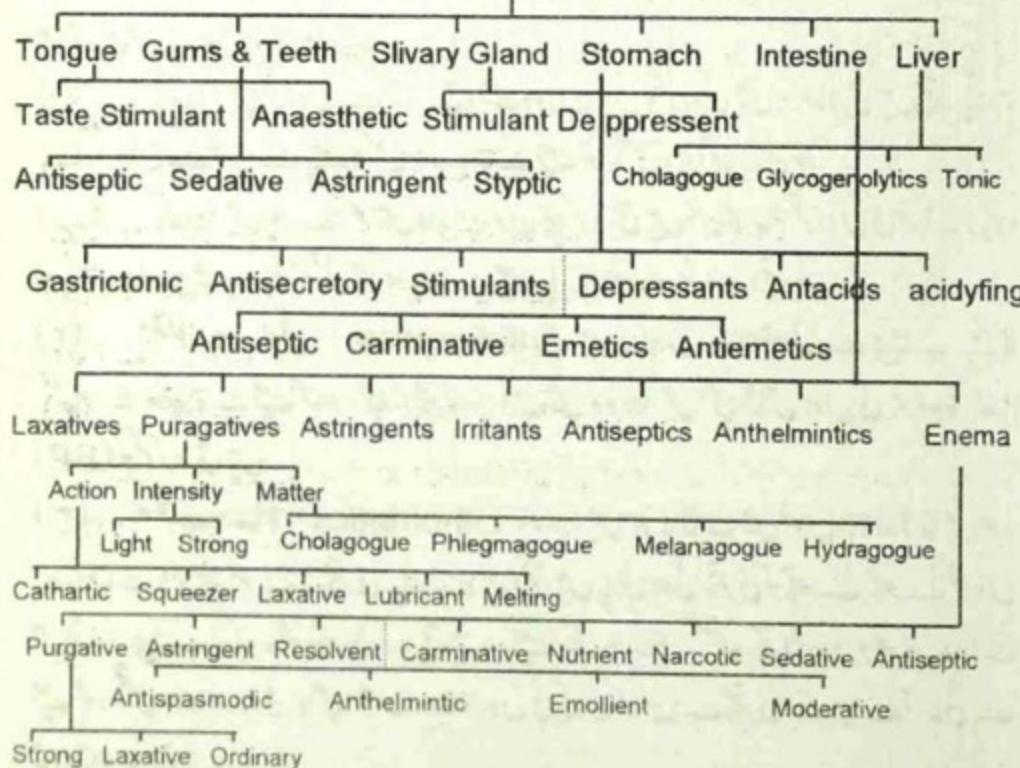 Tongue Gums & Teeth Slivary Gland Stomach Intestine Liver
Taste Stimulant Anaesthetic Stimulant Deppressent
Antiseptic Sedative Astringent Styptic Cholagogue Glycogenolytics Tonic
Gastrictonic Antisecretory Stimulants Depressants Antacids acidyfing
Antiseptic Carminative Emetics Antiemetics
Laxatives Puragatives Astringents Irritants Antiseptics Anthelmintics Enema
Action Intensity Matter
Light Strong Cholagogue Phlegmagogue Melanagogue Hydragogue
Cathartic Squeezer Laxative Lubricant Melting
Purgative Astringent Resolvent Carminative Nutrient Narcotic Sedative Antiseptic
Antispasmodic Anthelmintic Emollient Moderative
Strong Laxative Ordinary